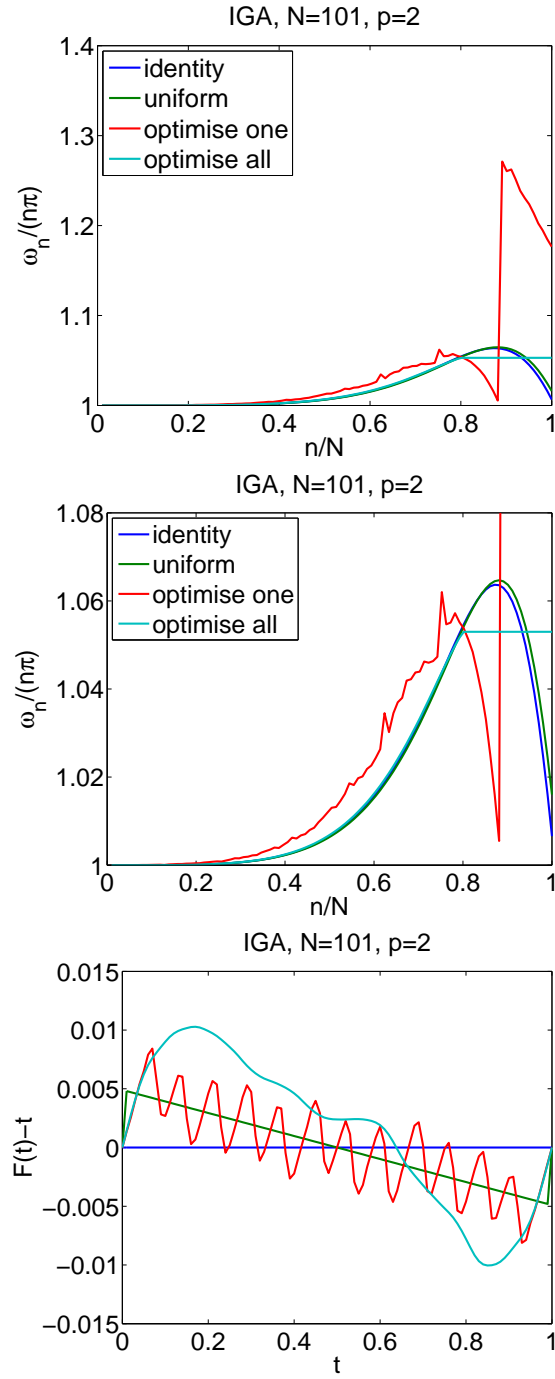 IGA, N=101, p=2
1.4
1.3
1.2
1.1
1
identity
uniform
optimise one
optimise all
ω_n/(nπ)
0 0.2 0.4 0.6 0.8 1
n/N
IGA, N=101, p=2
1.08
1.06
1.04
1.02
1
identity
uniform
optimise one
optimise all
ω_n/(nπ)
0 0.2 0.4 0.6 0.8 1
n/N
IGA, N=101, p=2
0.015
0.01
0.005
0
−0.005
−0.01
−0.015
F(t)−t
0 0.2 0.4 0.6 0.8 1
t